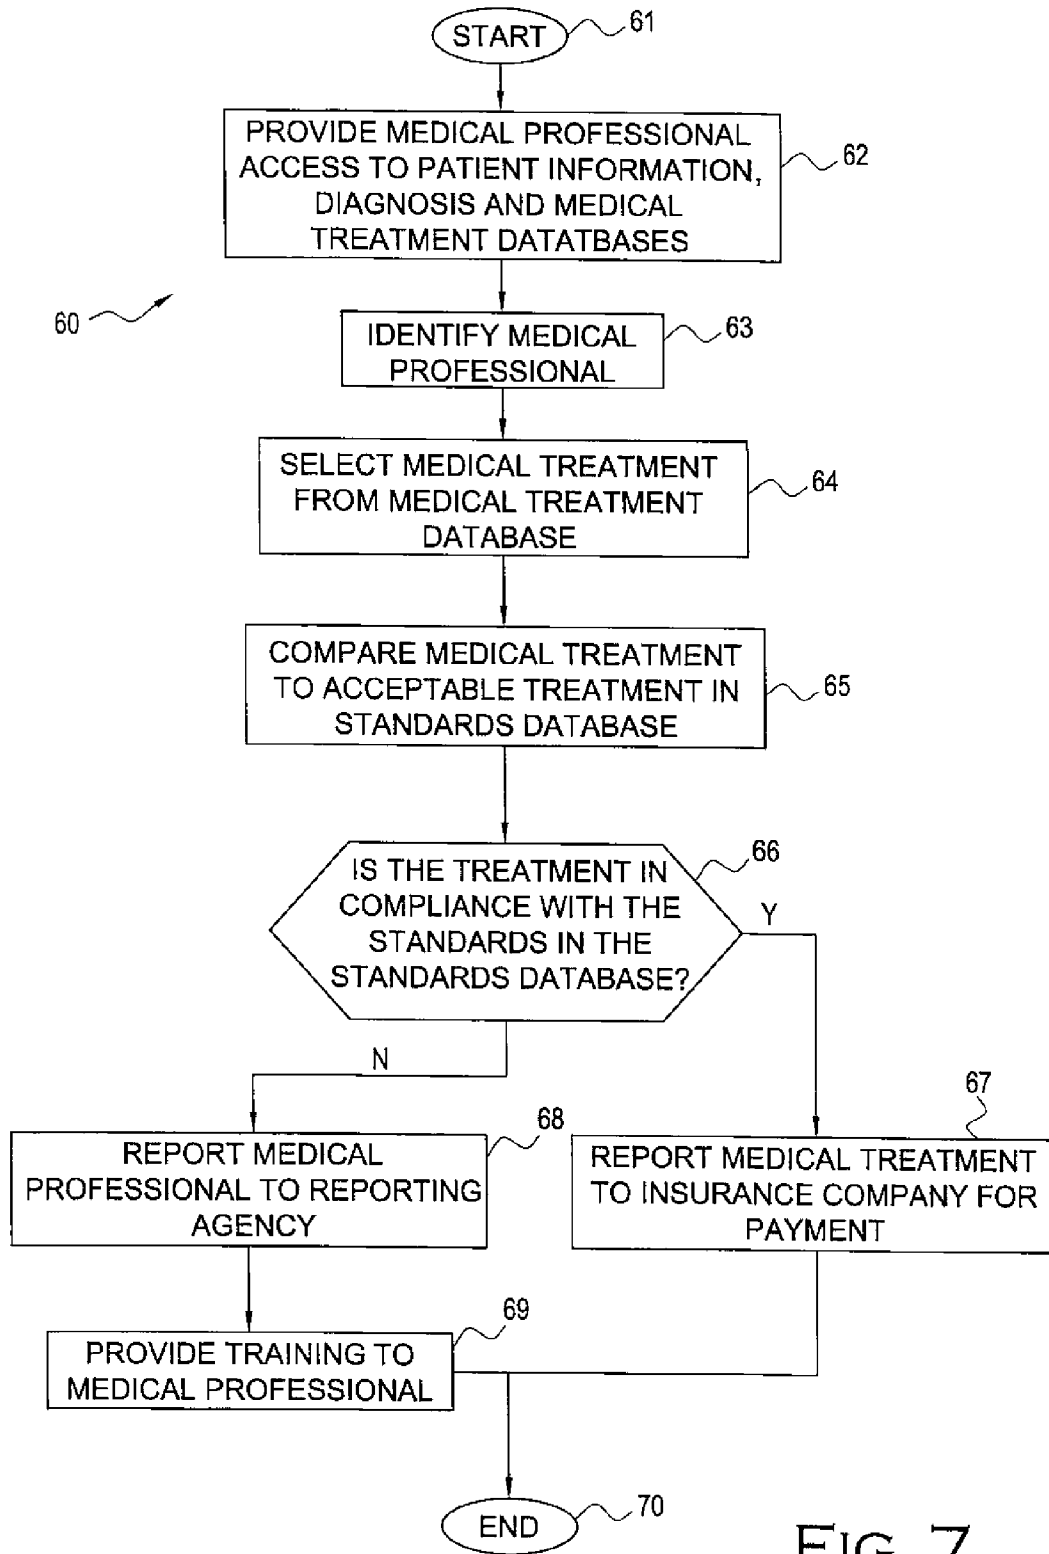 START
61
PROVIDE MEDICAL PROFESSIONAL
ACCESS TO PATIENT INFORMATION,
DIAGNOSIS AND MEDICAL
TREATMENT DATATBASES
62
60
IDENTIFY MEDICAL
PROFESSIONAL
63
SELECT MEDICAL TREATMENT
FROM MEDICAL TREATMENT
DATABASE
64
COMPARE MEDICAL TREATMENT
TO ACCEPTABLE TREATMENT IN
STANDARDS DATABASE
65
IS THE TREATMENT IN
COMPLIANCE WITH THE
STANDARDS IN THE
STANDARDS DATABASE?
66
Y
N
67
68
REPORT MEDICAL
PROFESSIONAL TO REPORTING
AGENCY
REPORT MEDICAL TREATMENT
TO INSURANCE COMPANY FOR
PAYMENT
69
PROVIDE TRAINING TO
MEDICAL PROFESSIONAL
END
70
FIG. 7